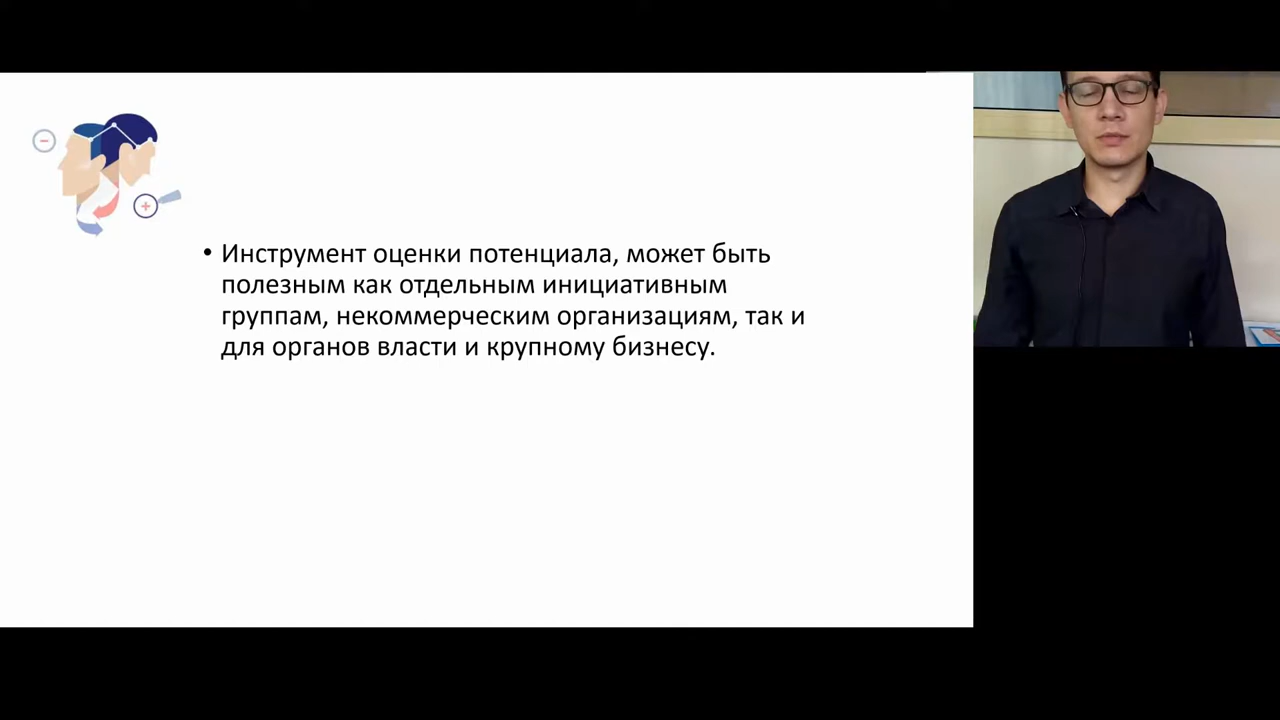 • Инструмент оценки потенциала, может быть
полезным как отдельным инициативным
группам, некоммерческим организациям, так и
для органов власти и крупному бизнесу.